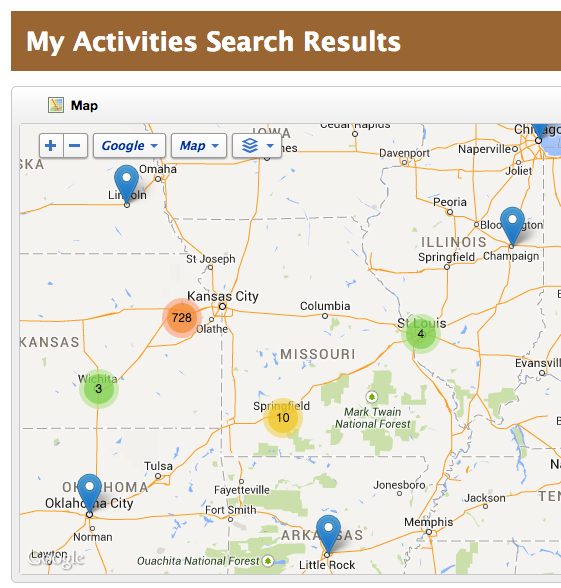 My Activities Search Results
Map
IOWA
Cedar Rapids
Chicago
Google
Map
Davenport
Naperville
Joliet
Omaha
Lincoln
Peoria
Bloomington
ILLINOIS
Springfield
Champaign
St Joseph
Kansas City
Columbia
728
Olathe
St Louis
4
KANSAS
MISSOURI
Evansville
Wichita
3
Springfield
10
Mark Twain
National Forest
Tulsa
OKLAHOMA
Oklahoma City
Fayetteville
Jonesboro
Jackson
TEN
Fort Smith
Memphis
Norman
ARKANSAS
Lawton
Google
Ouachita National Forest
Little Rock